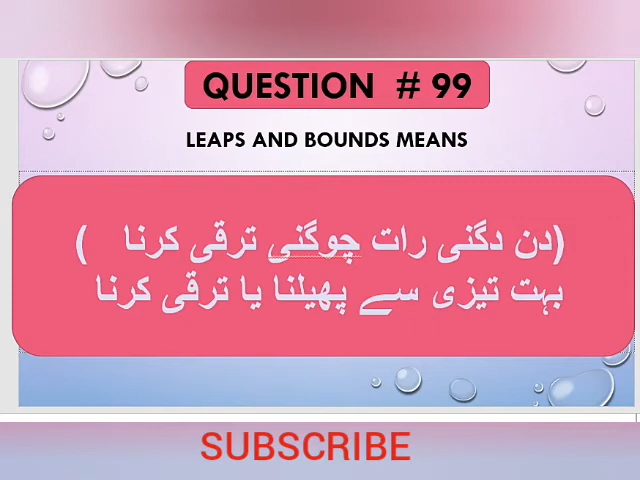 QUESTION # 99
LEAPS AND BOUNDS MEANS
(دن دگنی رات چوگنی ترقی کرنا )
بہت تیزی سے پھیلنا یا ترقی کرنا
SUBSCRIBE